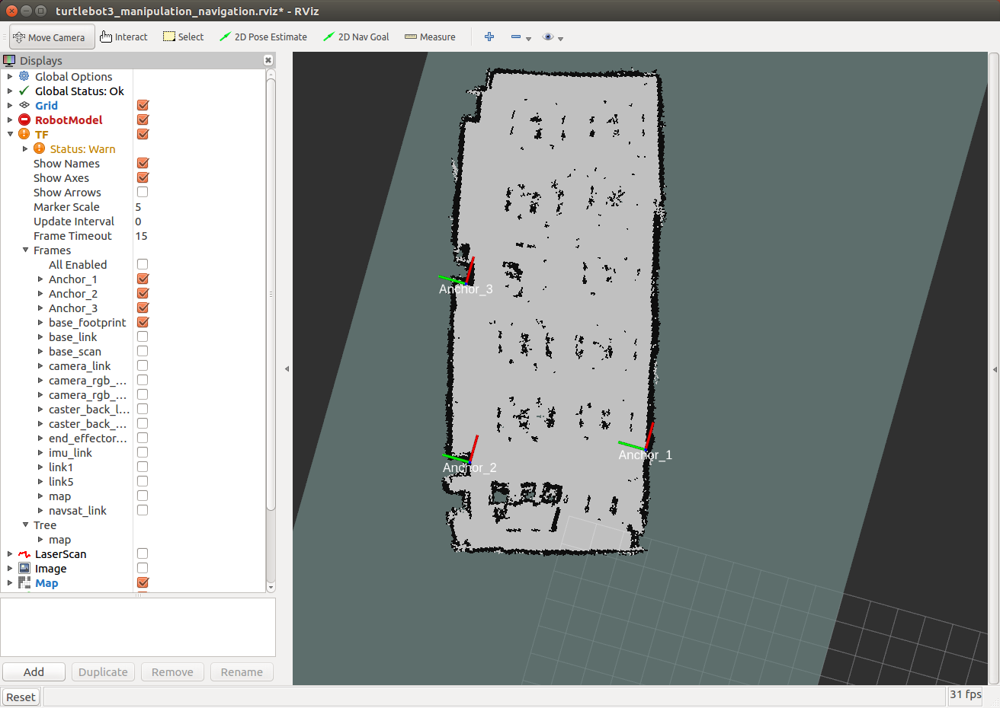 turtlebot3_manipulation_navigation.rviz* - RViz
Move Camera Interact Select 2D Pose Estimate 2D Nav Goal Measure
Displays
Global Options
Global Status: Ok
Grid
RobotModel
TF
Status: Warn
Show Names
Show Axes
Show Arrows
Marker Scale 5
Update Interval 0
Frame Timeout 15
Frames
All Enabled
Anchor_1
Anchor_2
Anchor_3
base_footprint
base_link
base_scan
camera_link
camera_rgb_...
camera_rgb_...
caster_back_l...
caster_back_...
end_effector...
imu_link
link1
link5
map
navsat_link
Tree
map
LaserScan
Image
Map
Add Duplicate Remove Rename
Reset
Anchor_3
Anchor_1
Anchor_2
31 fps